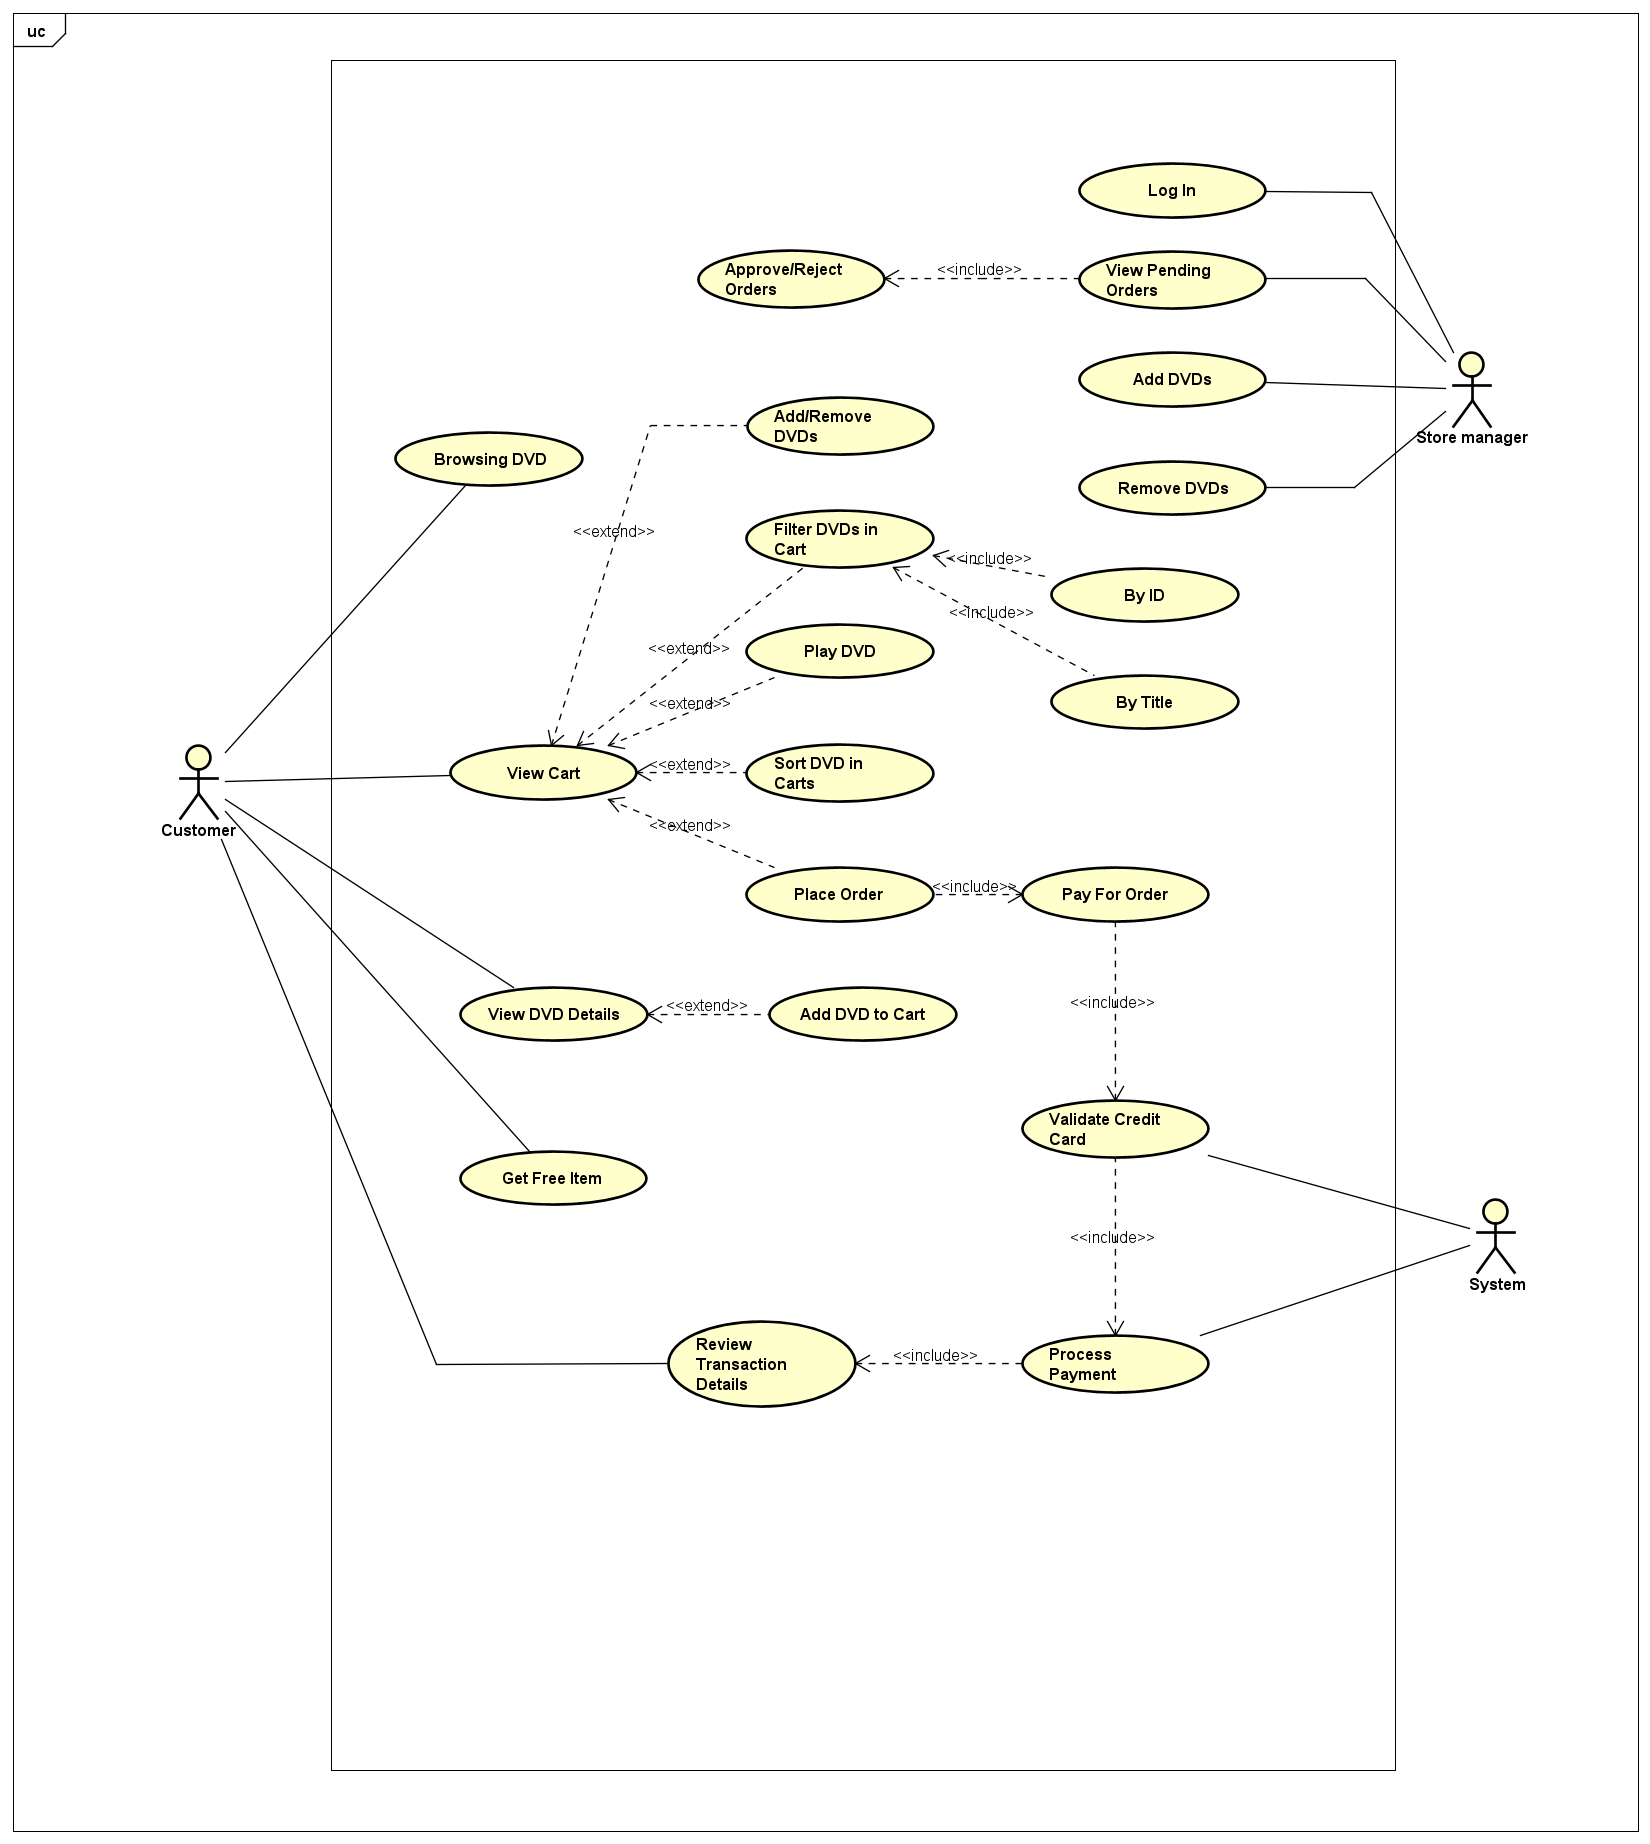 uc
Log In
Approve/Reject
Orders
<<include>>
View Pending
Orders
Add DVDs
Store manager
Add/Remove
DVDs
Browsing DVD
Remove DVDs
<<extend>>
Filter DVDs in
Cart
<<include>>
By ID
<<include>>
<<extend>>
Play DVD
By Title
<<extend>>
View Cart
<<extend>>
Sort DVD in
Carts
Customer
<<extend>>
Place Order
<<include>>
Pay For Order
<<include>>
View DVD Details
<<extend>>
Add DVD to Cart
Validate Credit
Card
Get Free Item
<<include>>
System
Review
Transaction
Details
<<include>>
Process
Payment